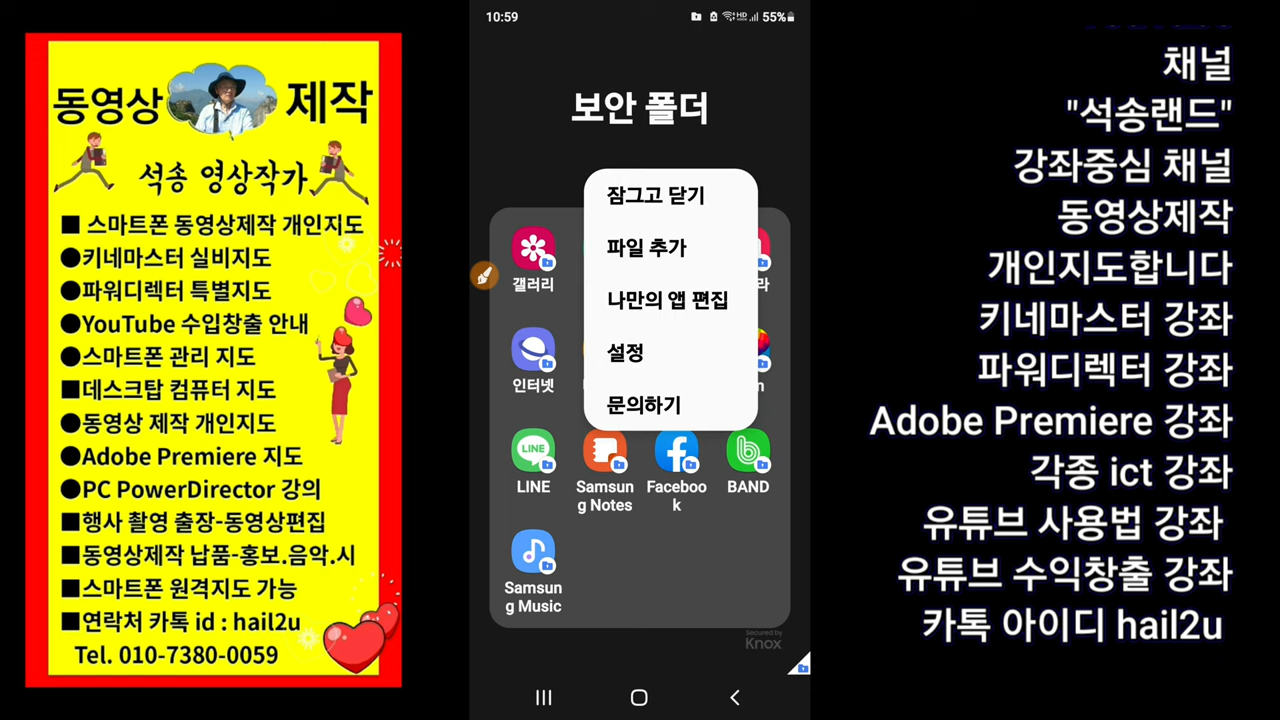 동영상 제작
석송 영상작가
■ 스마트폰 동영상제작 개인지도
●키네마스터 실비지도
●파워디렉터 특별지도
●YouTube 수입창출 안내
●스마트폰 관리 지도
■데스크탑 컴퓨터 지도
●동영상 제작 개인지도
●Adobe Premiere 지도
●PC PowerDirector 강의
■행사 촬영 출장-동영상편집
■동영상제작 납품-홍보.음악.시
■스마트폰 원격지도 가능
■연락처 카톡 id : hail2u
Tel. 010-7380-0059
10:59
55%
보안 폴더
잠그고 닫기
파일 추가
나만의 앱 편집
설정
문의하기
갤러리
라
인터넷
LINE
Samsun
g Notes
Faceboo
k
BAND
Samsun
g Music
Secured by
Knox
채널
"석송랜드"
강좌중심 채널
동영상제작
개인지도합니다
키네마스터 강좌
파워디렉터 강좌
Adobe Premiere 강좌
각종 ict 강좌
유튜브 사용법 강좌
유튜브 수익창출 강좌
카톡 아이디 hail2u